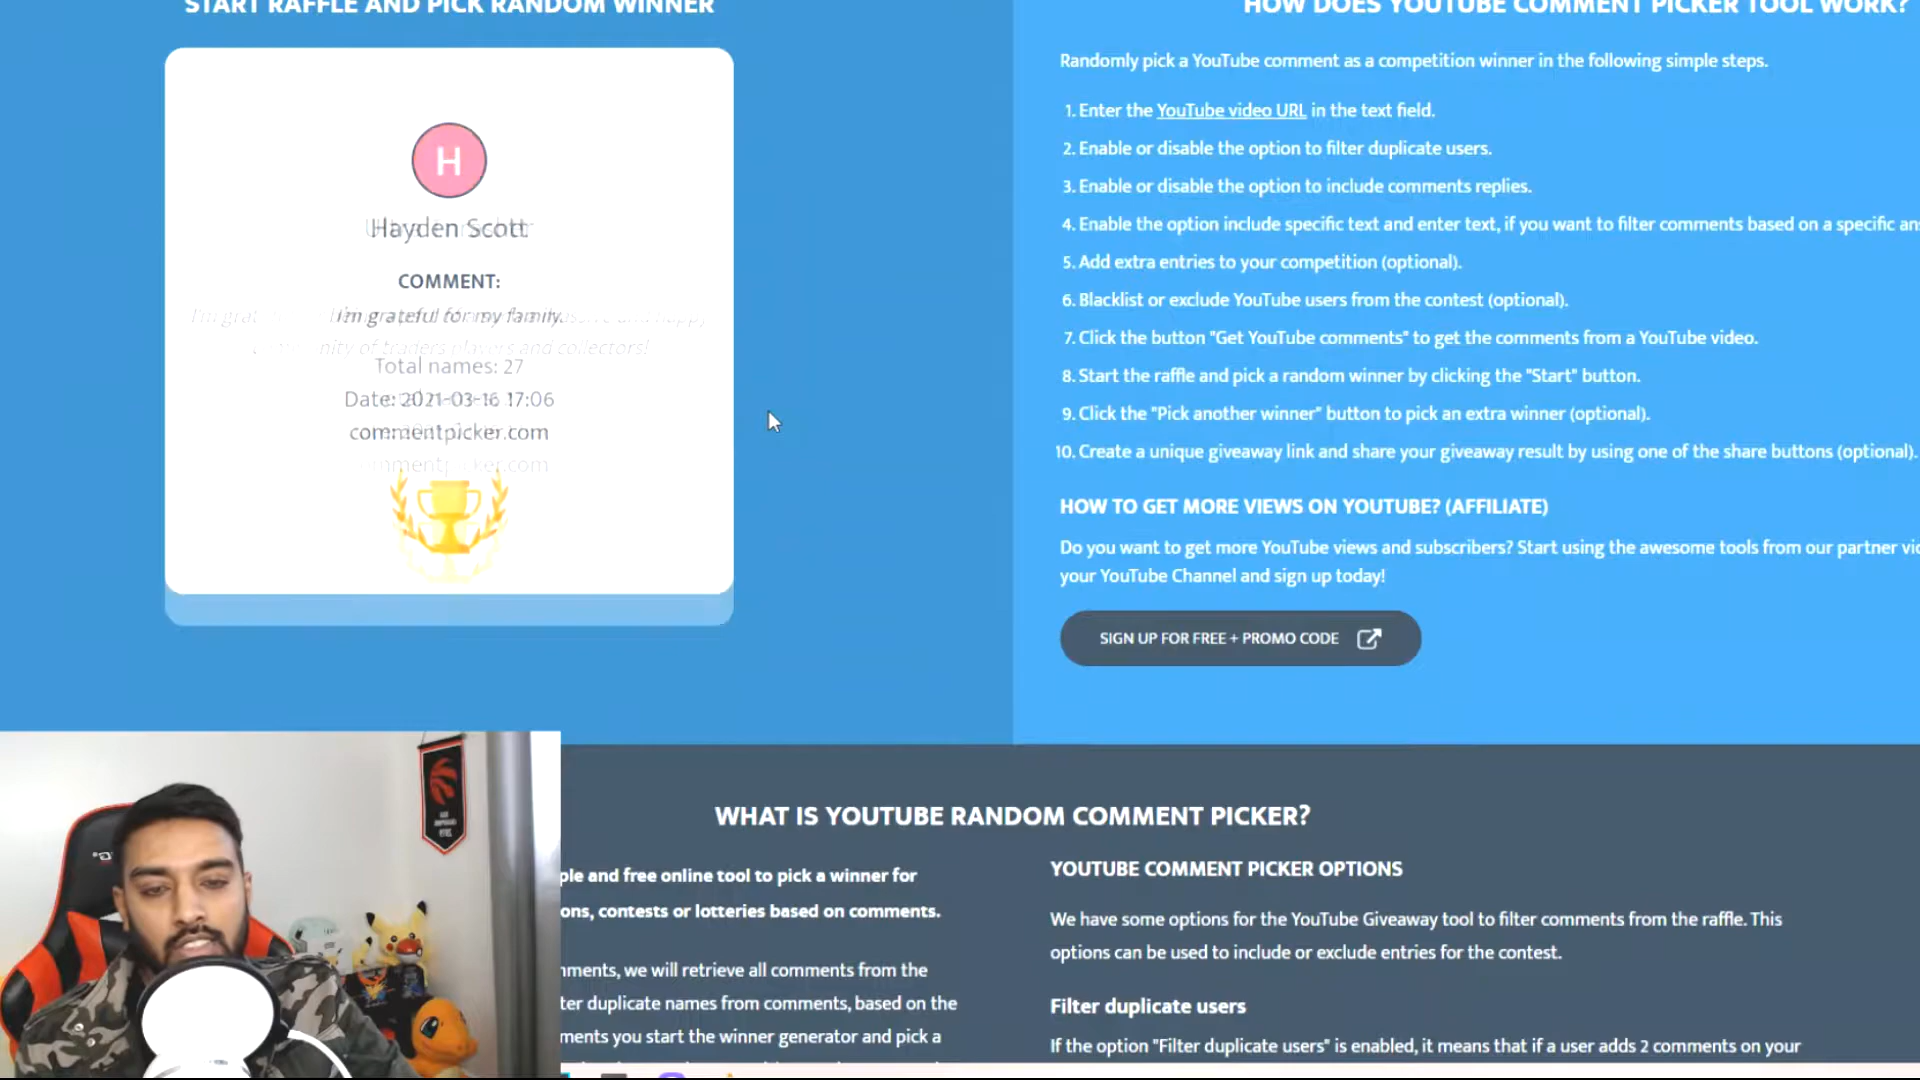 START RAFFLE AND PICK RANDOM WINNER
H
Hayden Scott
COMMENT:
I'm grateful for my family.
Total names: 27
Date: 2021-03-16 17:06
commentpicker.com
HOW DOES YOUTUBE COMMENT PICKER TOOL WORK?
Randomly pick a YouTube comment as a competition winner in the following simple steps.
1. Enter the YouTube video URL in the text field.
2. Enable or disable the option to filter duplicate users.
3. Enable or disable the option to include comments replies.
4. Enable the option include specific text and enter text, if you want to filter comments based on a specific
5. Add extra entries to your competition (optional).
6. Blacklist or exclude YouTube users from the contest (optional).
7. Click the button "Get YouTube comments" to get the comments from a YouTube video.
8. Start the raffle and pick a random winner by clicking the "Start" button.
9. Click the "Pick another winner" button to pick an extra winner (optional).
10. Create a unique giveaway link and share your giveaway result by using one of the share buttons (optional).
HOW TO GET MORE VIEWS ON YOUTUBE? (AFFILIATE)
Do you want to get more YouTube views and subscribers? Start using the awesome tools from our partner
your YouTube Channel and sign up today!
SIGN UP FOR FREE + PROMO CODE
WHAT IS YOUTUBE RANDOM COMMENT PICKER?
and free online tool to pick a winner for
contests or lotteries based on comments.
we will retrieve all comments from the
duplicate names from comments, based on the
you start the winner generator and pick a
YOUTUBE COMMENT PICKER OPTIONS
We have some options for the YouTube Giveaway tool to filter comments from the raffle. This
options can be used to include or exclude entries for the contest.
Filter duplicate users
If the option "Filter duplicate users" is enabled, it means that if a user adds 2 comments on your